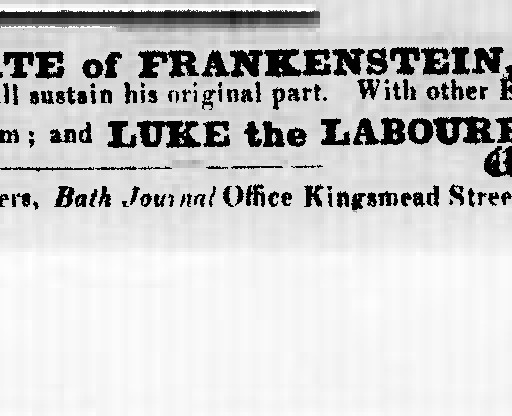 ATE of FRANKENSTEIN,
ll sustain his original part. With other E
m; and LUKE the LABOURE
ers, Bath Journal Office Kingsmead Stree